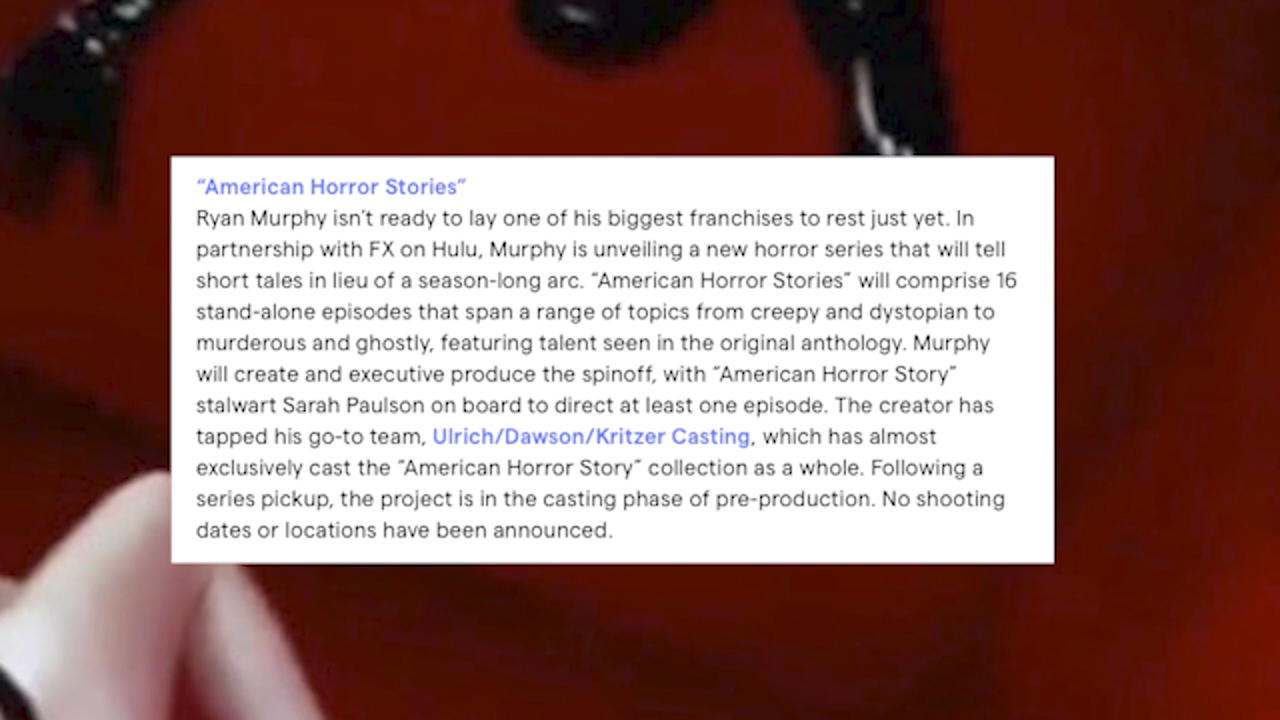 “American Horror Stories”
Ryan Murphy isn’t ready to lay one of his biggest franchises to rest just yet. In
partnership with FX on Hulu, Murphy is unveiling a new horror series that will tell
short tales in lieu of a season-long arc. “American Horror Stories” will comprise 16
stand-alone episodes that span a range of topics from creepy and dystopian to
murderous and ghostly, featuring talent seen in the original anthology. Murphy
will create and executive produce the spinoff, with “American Horror Story”
stalwart Sarah Paulson on board to direct at least one episode. The creator has
tapped his go-to team, Ulrich/Dawson/Kritzer Casting, which has almost
exclusively cast the “American Horror Story” collection as a whole. Following a
series pickup, the project is in the casting phase of pre-production. No shooting
dates or locations have been announced.